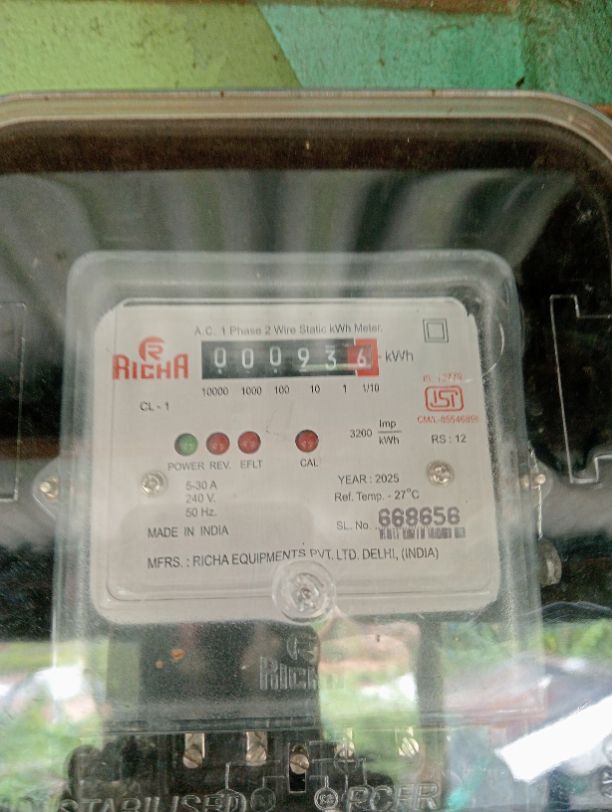 A.C. 1 Phase 2 Wire Static kWh Meter.
RICHA
000936 kWh
10000 1000 100 10 1 1/10
CL - 1
3200 Imp/kWh
RS : 12
POWER REV. EFLT CAL
5-30 A
240 V.
50 Hz.
YEAR : 2025
Ref. Temp. - 27°C
MADE IN INDIA
SL. No. 669656
MFRS. : RICHA EQUIPMENTS PVT. LTD. DELHI, (INDIA)
RICHA
STABILISED